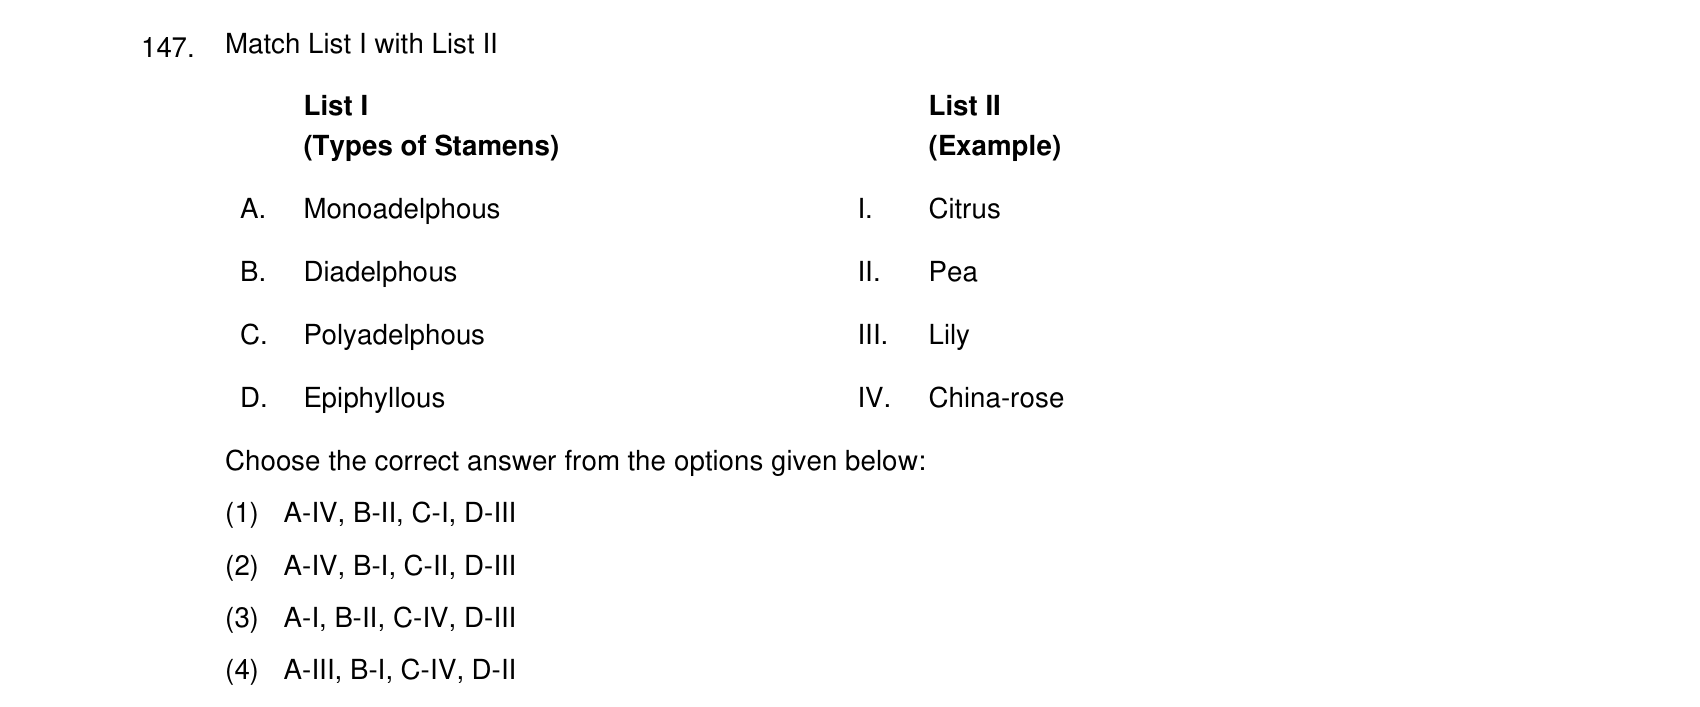 147. Match List I with List II
List I List II
(Types of Stamens) (Example)
A. Monoadelphous I. Citrus
B. Diadelphous II. Pea
C. Polyadelphous III. Lily
D. Epiphyllous IV. China-rose
Choose the correct answer from the options given below:
(1) A-IV, B-II, C-I, D-III
(2) A-IV, B-I, C-II, D-III
(3) A-I, B-II, C-IV, D-III
(4) A-III, B-I, C-IV, D-II